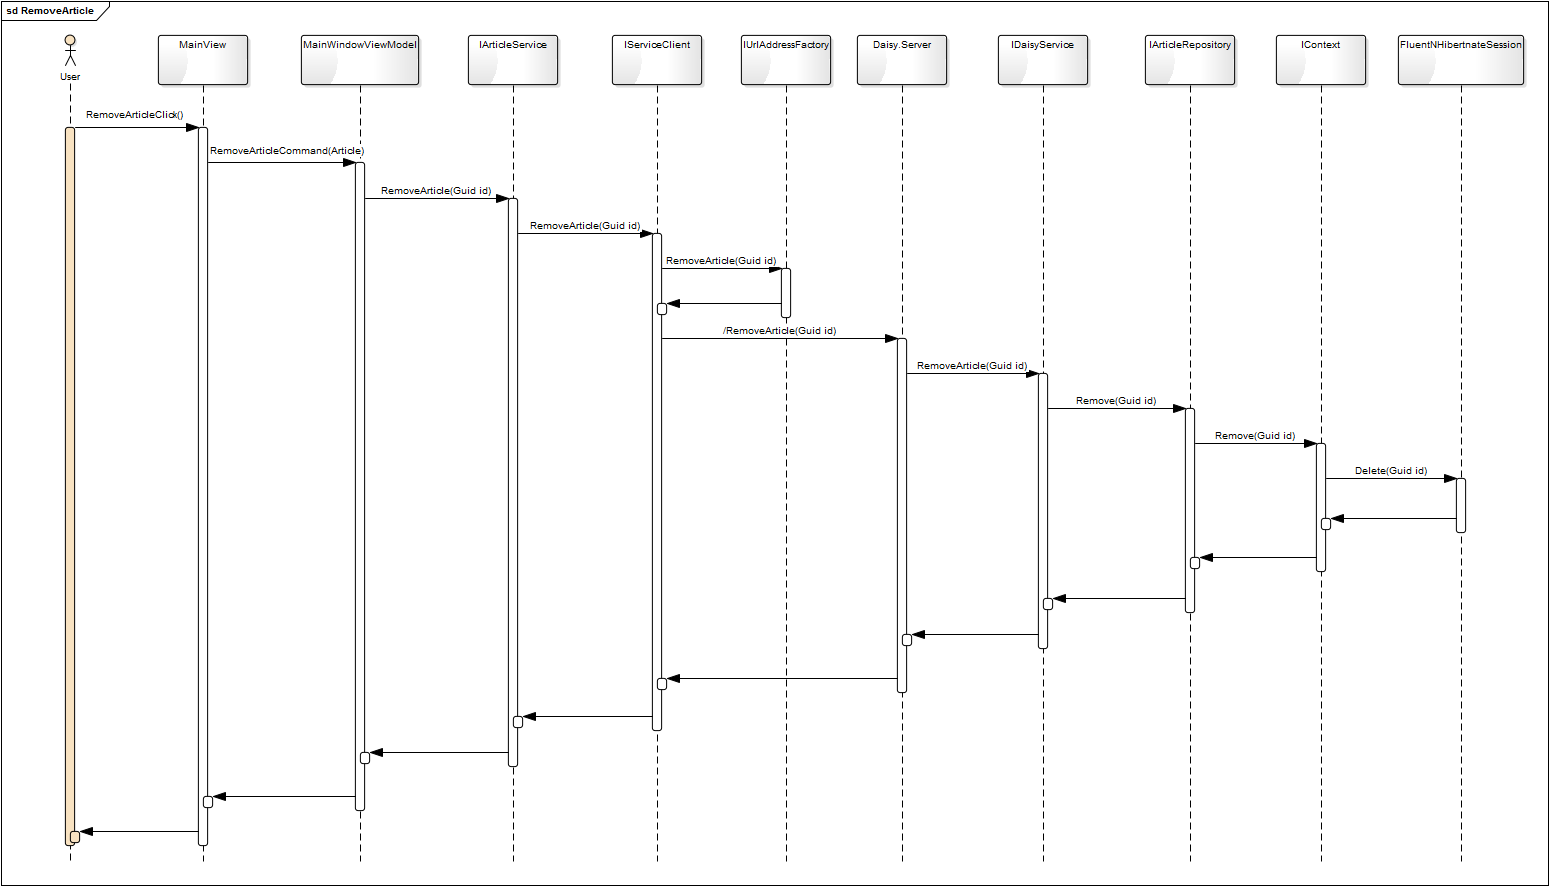 sd RemoveArticle
User
MainView
MainWindowViewModel
IArticleService
IServiceClient
IUrlAddressFactory
Daisy.Server
IDaisyService
IArticleRepository
IContext
FluentNHibertnateSession
RemoveArticleClick()
RemoveArticleCommand(Article)
RemoveArticle(Guid id)
RemoveArticle(Guid id)
RemoveArticle(Guid id)
/RemoveArticle(Guid id)
RemoveArticle(Guid id)
Remove(Guid id)
Remove(Guid id)
Delete(Guid id)